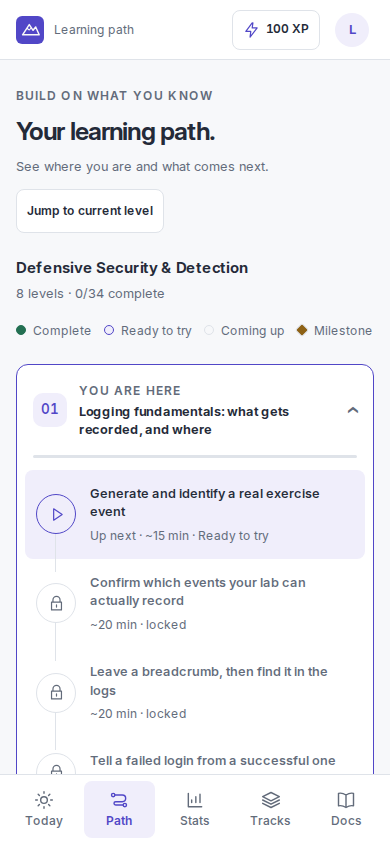 Learning path
100 XP
L
BUILD ON WHAT YOU KNOW
Your learning path.
See where you are and what comes next.
Jump to current level
Defensive Security & Detection
8 levels · 0/34 complete
Complete
Ready to try
Coming up
Milestone
01
YOU ARE HERE
Logging fundamentals: what gets
recorded, and where
Generate and identify a real exercise
event
Up next · ~15 min · Ready to try
Confirm which events your lab can
actually record
~20 min · locked
Leave a breadcrumb, then find it in the
logs
~20 min · locked
Tell a failed login from a successful one
Today
Path
Stats
Tracks
Docs